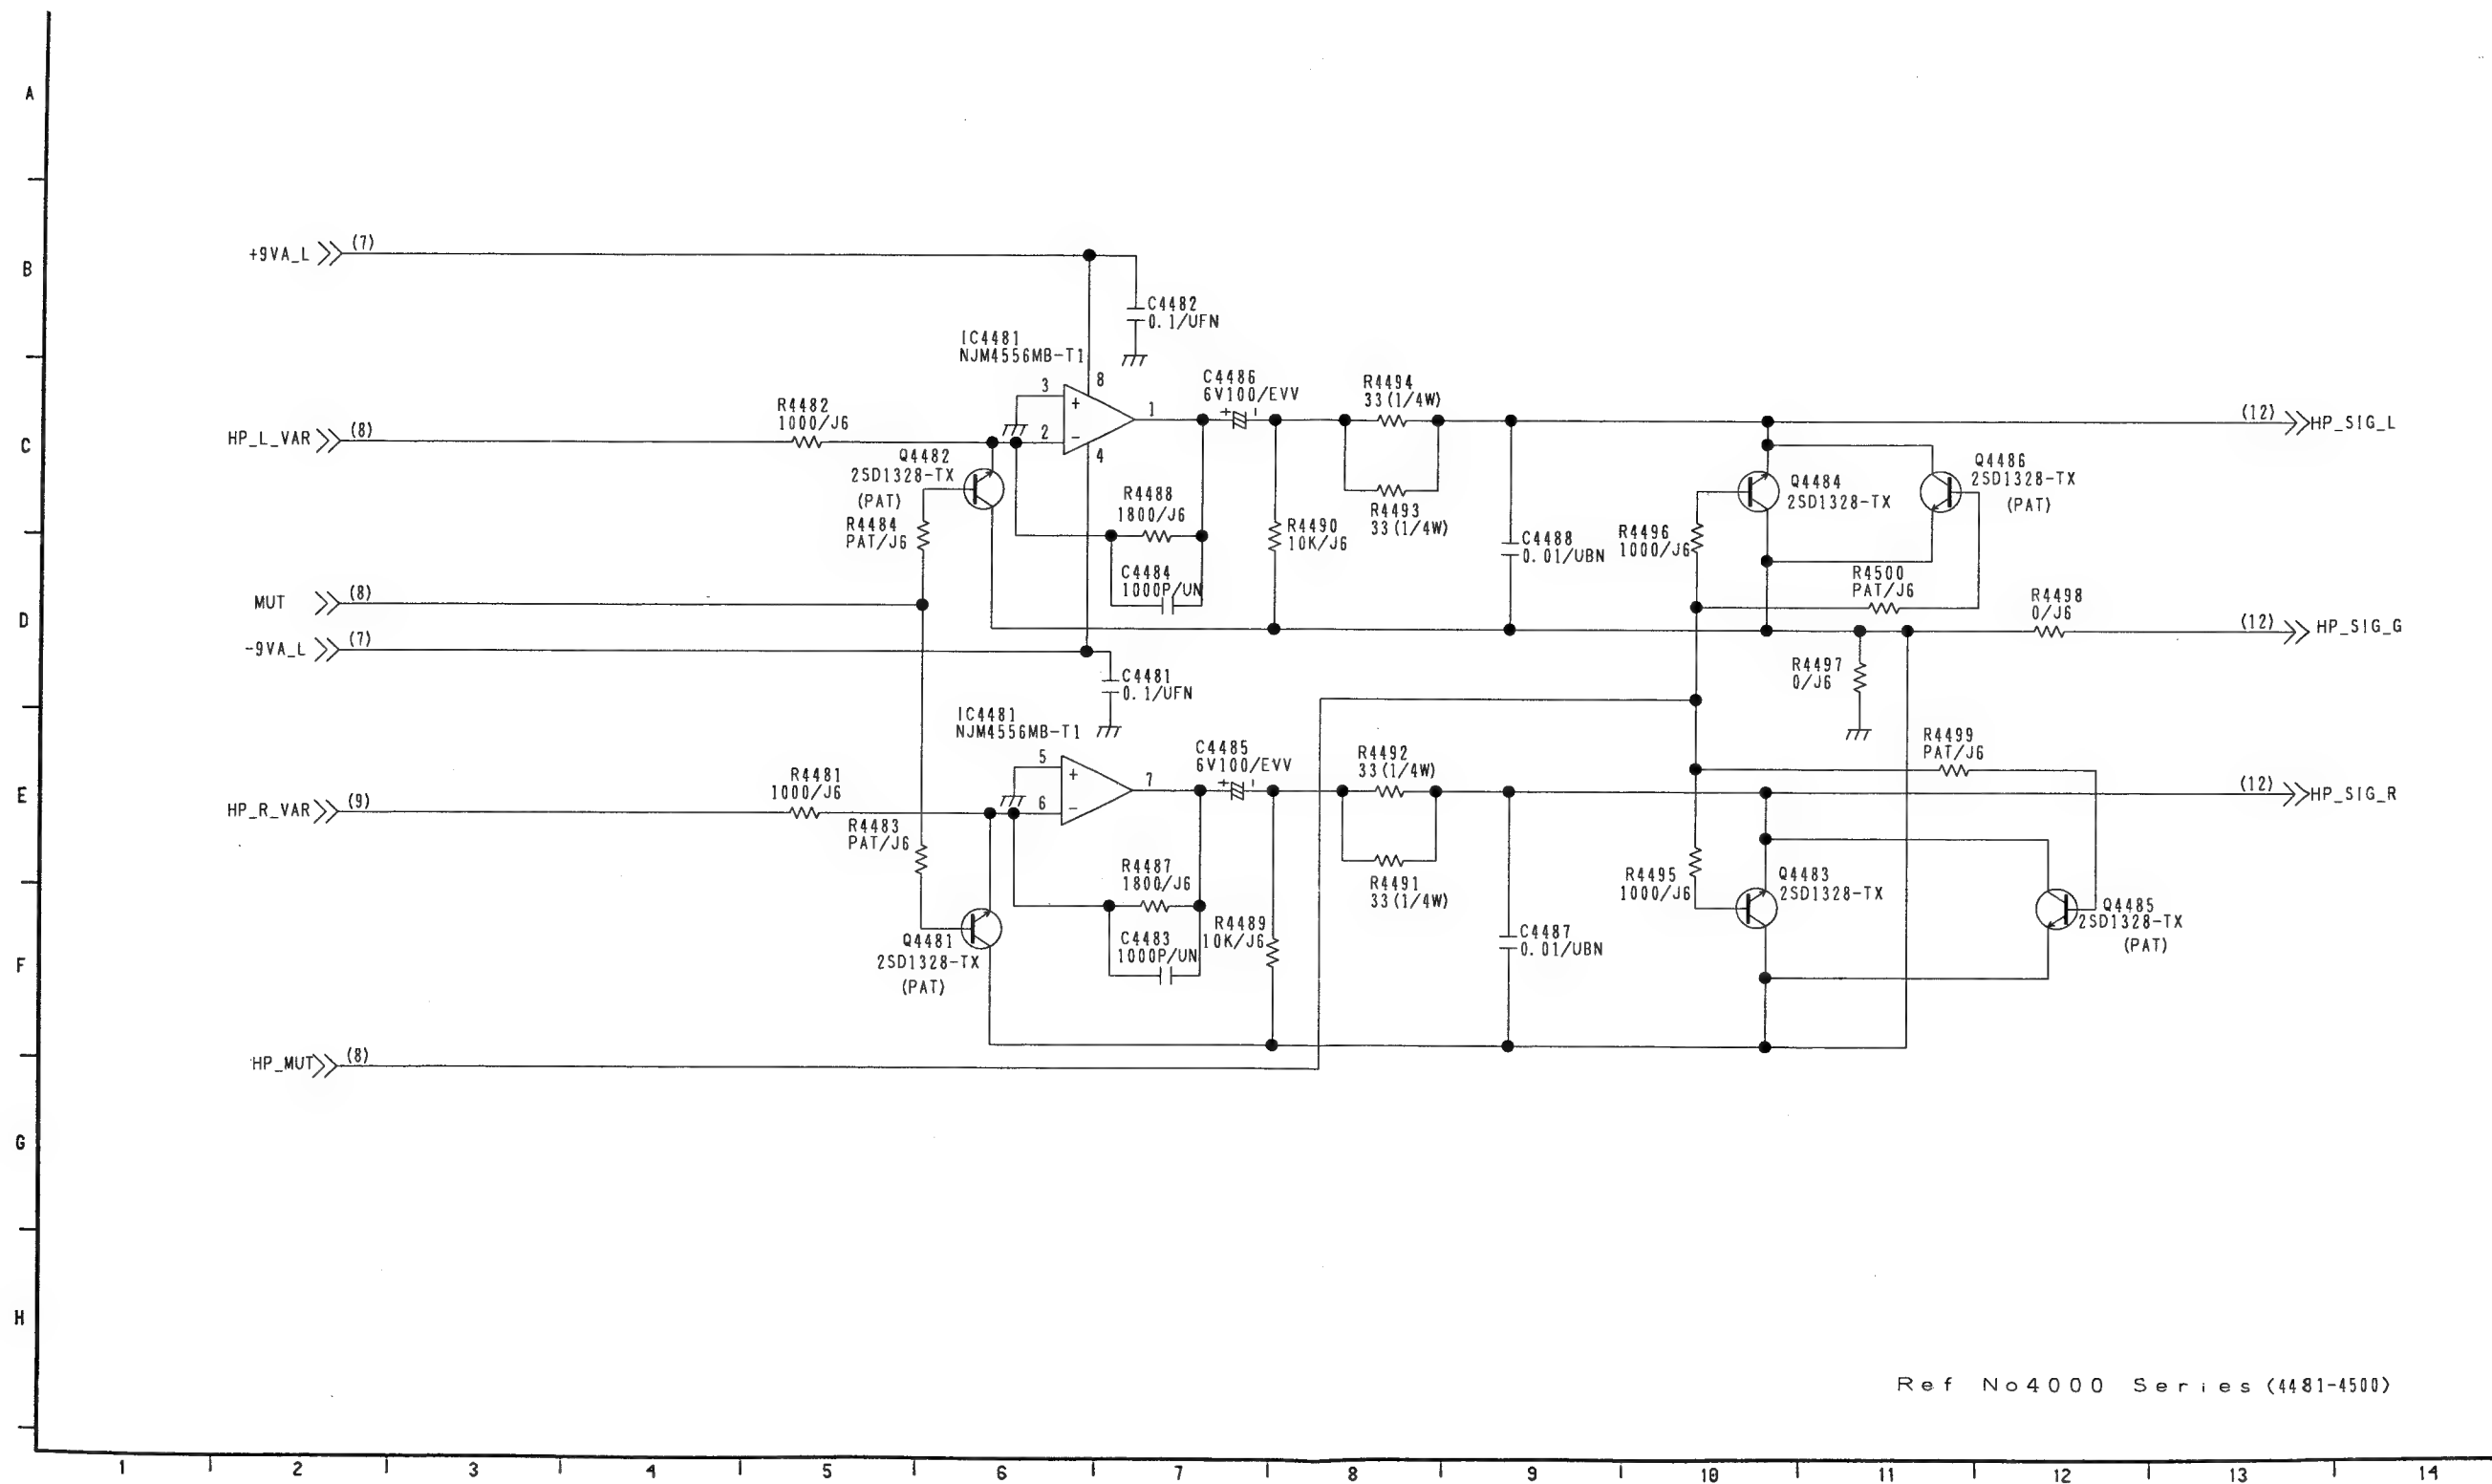 A
B
C
D
E
F
G
H
+9VA_L (7)
C4482
0.1/UFN
IC4481
NJM4556MB-T1
3
8
+
1
2
-
4
HP_L_VAR (8)
R4482
1000/J6
Q4482
2SD1328-TX
(PAT)
R4484
PAT/J6
C4486
6V100/EVV
+
R4494
33(1/4W)
R4493
33(1/4W)
R4488
1800/J6
C4484
1000P/UN
R4490
10K/J6
C4488
0.01/UBN
R4496
1000/J6
Q4484
2SD1328-TX
Q4486
2SD1328-TX
(PAT)
(12) HP_SIG_L
R4500
PAT/J6
R4498
0/J6
(12) HP_SIG_G
MUT (8)
-9VA_L (7)
C4481
0.1/UFN
R4497
0/J6
IC4481
NJM4556MB-T1
5
+
7
6
-
HP_R_VAR (9)
R4481
1000/J6
R4483
PAT/J6
C4485
6V100/EVV
+
R4492
33(1/4W)
R4491
33(1/4W)
R4499
PAT/J6
(12) HP_SIG_R
R4487
1800/J6
Q4481
2SD1328-TX
(PAT)
C4483
1000P/UN
R4489
10K/J6
C4487
0.01/UBN
R4495
1000/J6
Q4483
2SD1328-TX
Q4485
2SD1328-TX
(PAT)
HP_MUT (8)
Ref No4000 Series (4481-4500)
1 2 3 4 5 6 7 8 9 10 11 12 13 14